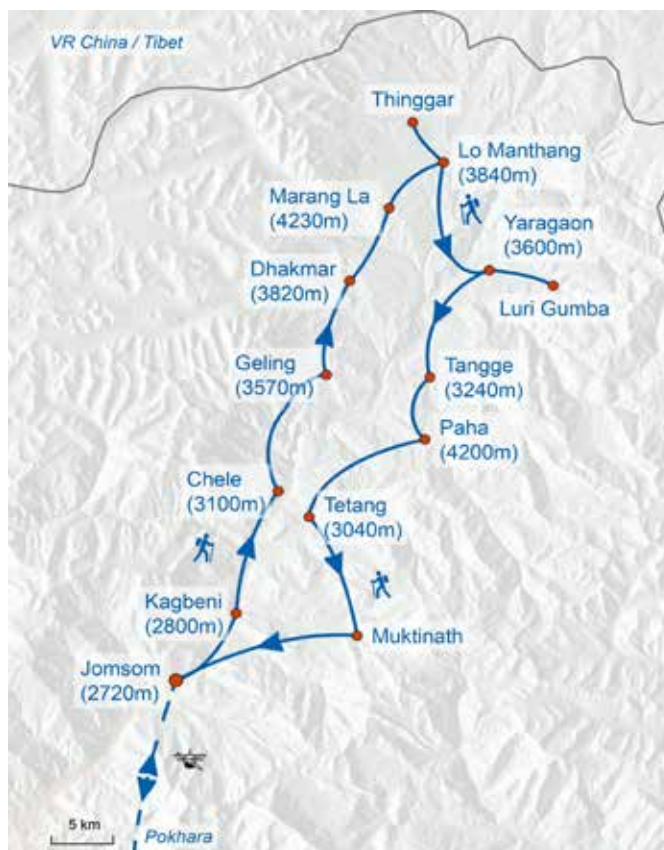 VR China / Tibet
Thinggar
Lo Manthang
(3840m)
Marang La
(4230m)
Yaragaon
(3600m)
Dhakmar
(3820m)
Luri Gumba
Geling
(3570m)
Tangge
(3240m)
Paha
(4200m)
Chele
(3100m)
Tetang
(3040m)
Kagbeni
(2800m)
Muktinath
Jomsom
(2720m)
5 km
Pokhara